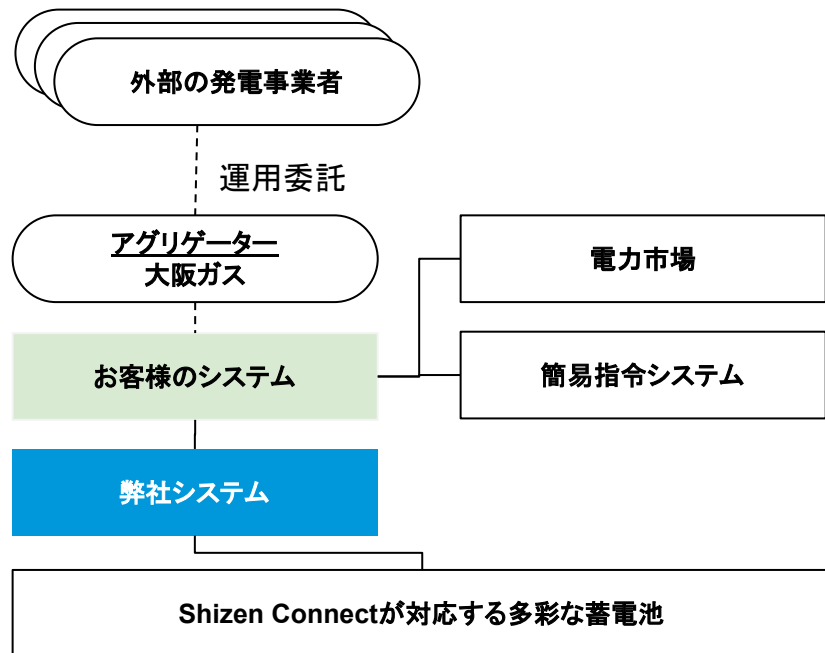 外部の発電事業者
運用委託
アグリゲーター
大阪ガス
電力市場
お客様のシステム
簡易指令システム
弊社システム
Shizen Connectが対応する多彩な蓄電池